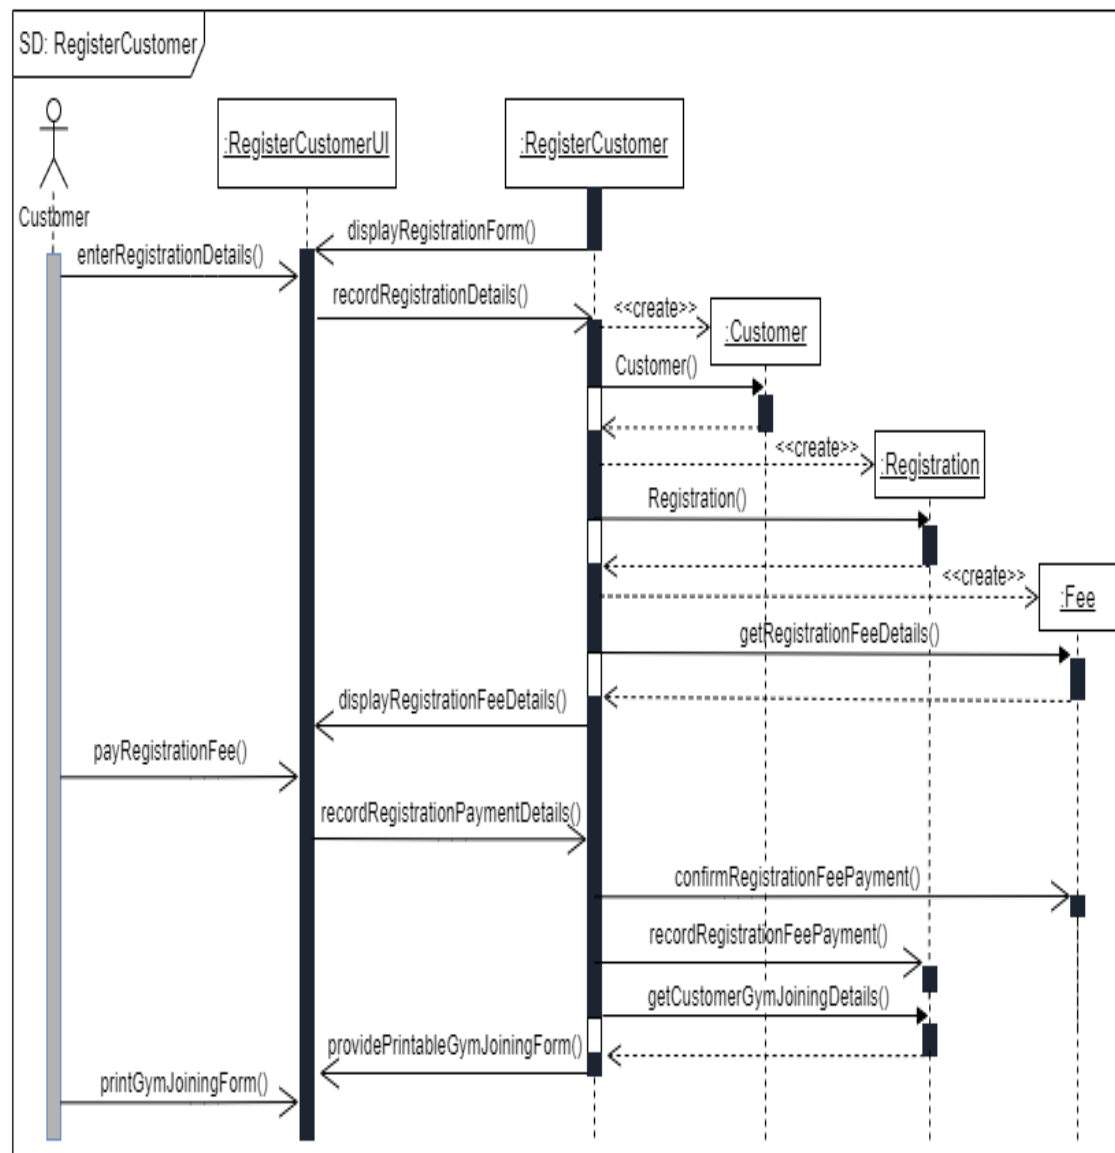 SD: RegisterCustomer
Customer
:RegisterCustomerUI
:RegisterCustomer
displayRegistrationForm()
enterRegistrationDetails()
recordRegistrationDetails()
<<create>>
:Customer
Customer()
<<create>>
:Registration
Registration()
<<create>>
:Fee
getRegistrationFeeDetails()
displayRegistrationFeeDetails()
payRegistrationFee()
recordRegistrationPaymentDetails()
confirmRegistrationFeePayment()
recordRegistrationFeePayment()
getCustomerGymJoiningDetails()
providePrintableGymJoiningForm()
printGymJoiningForm()